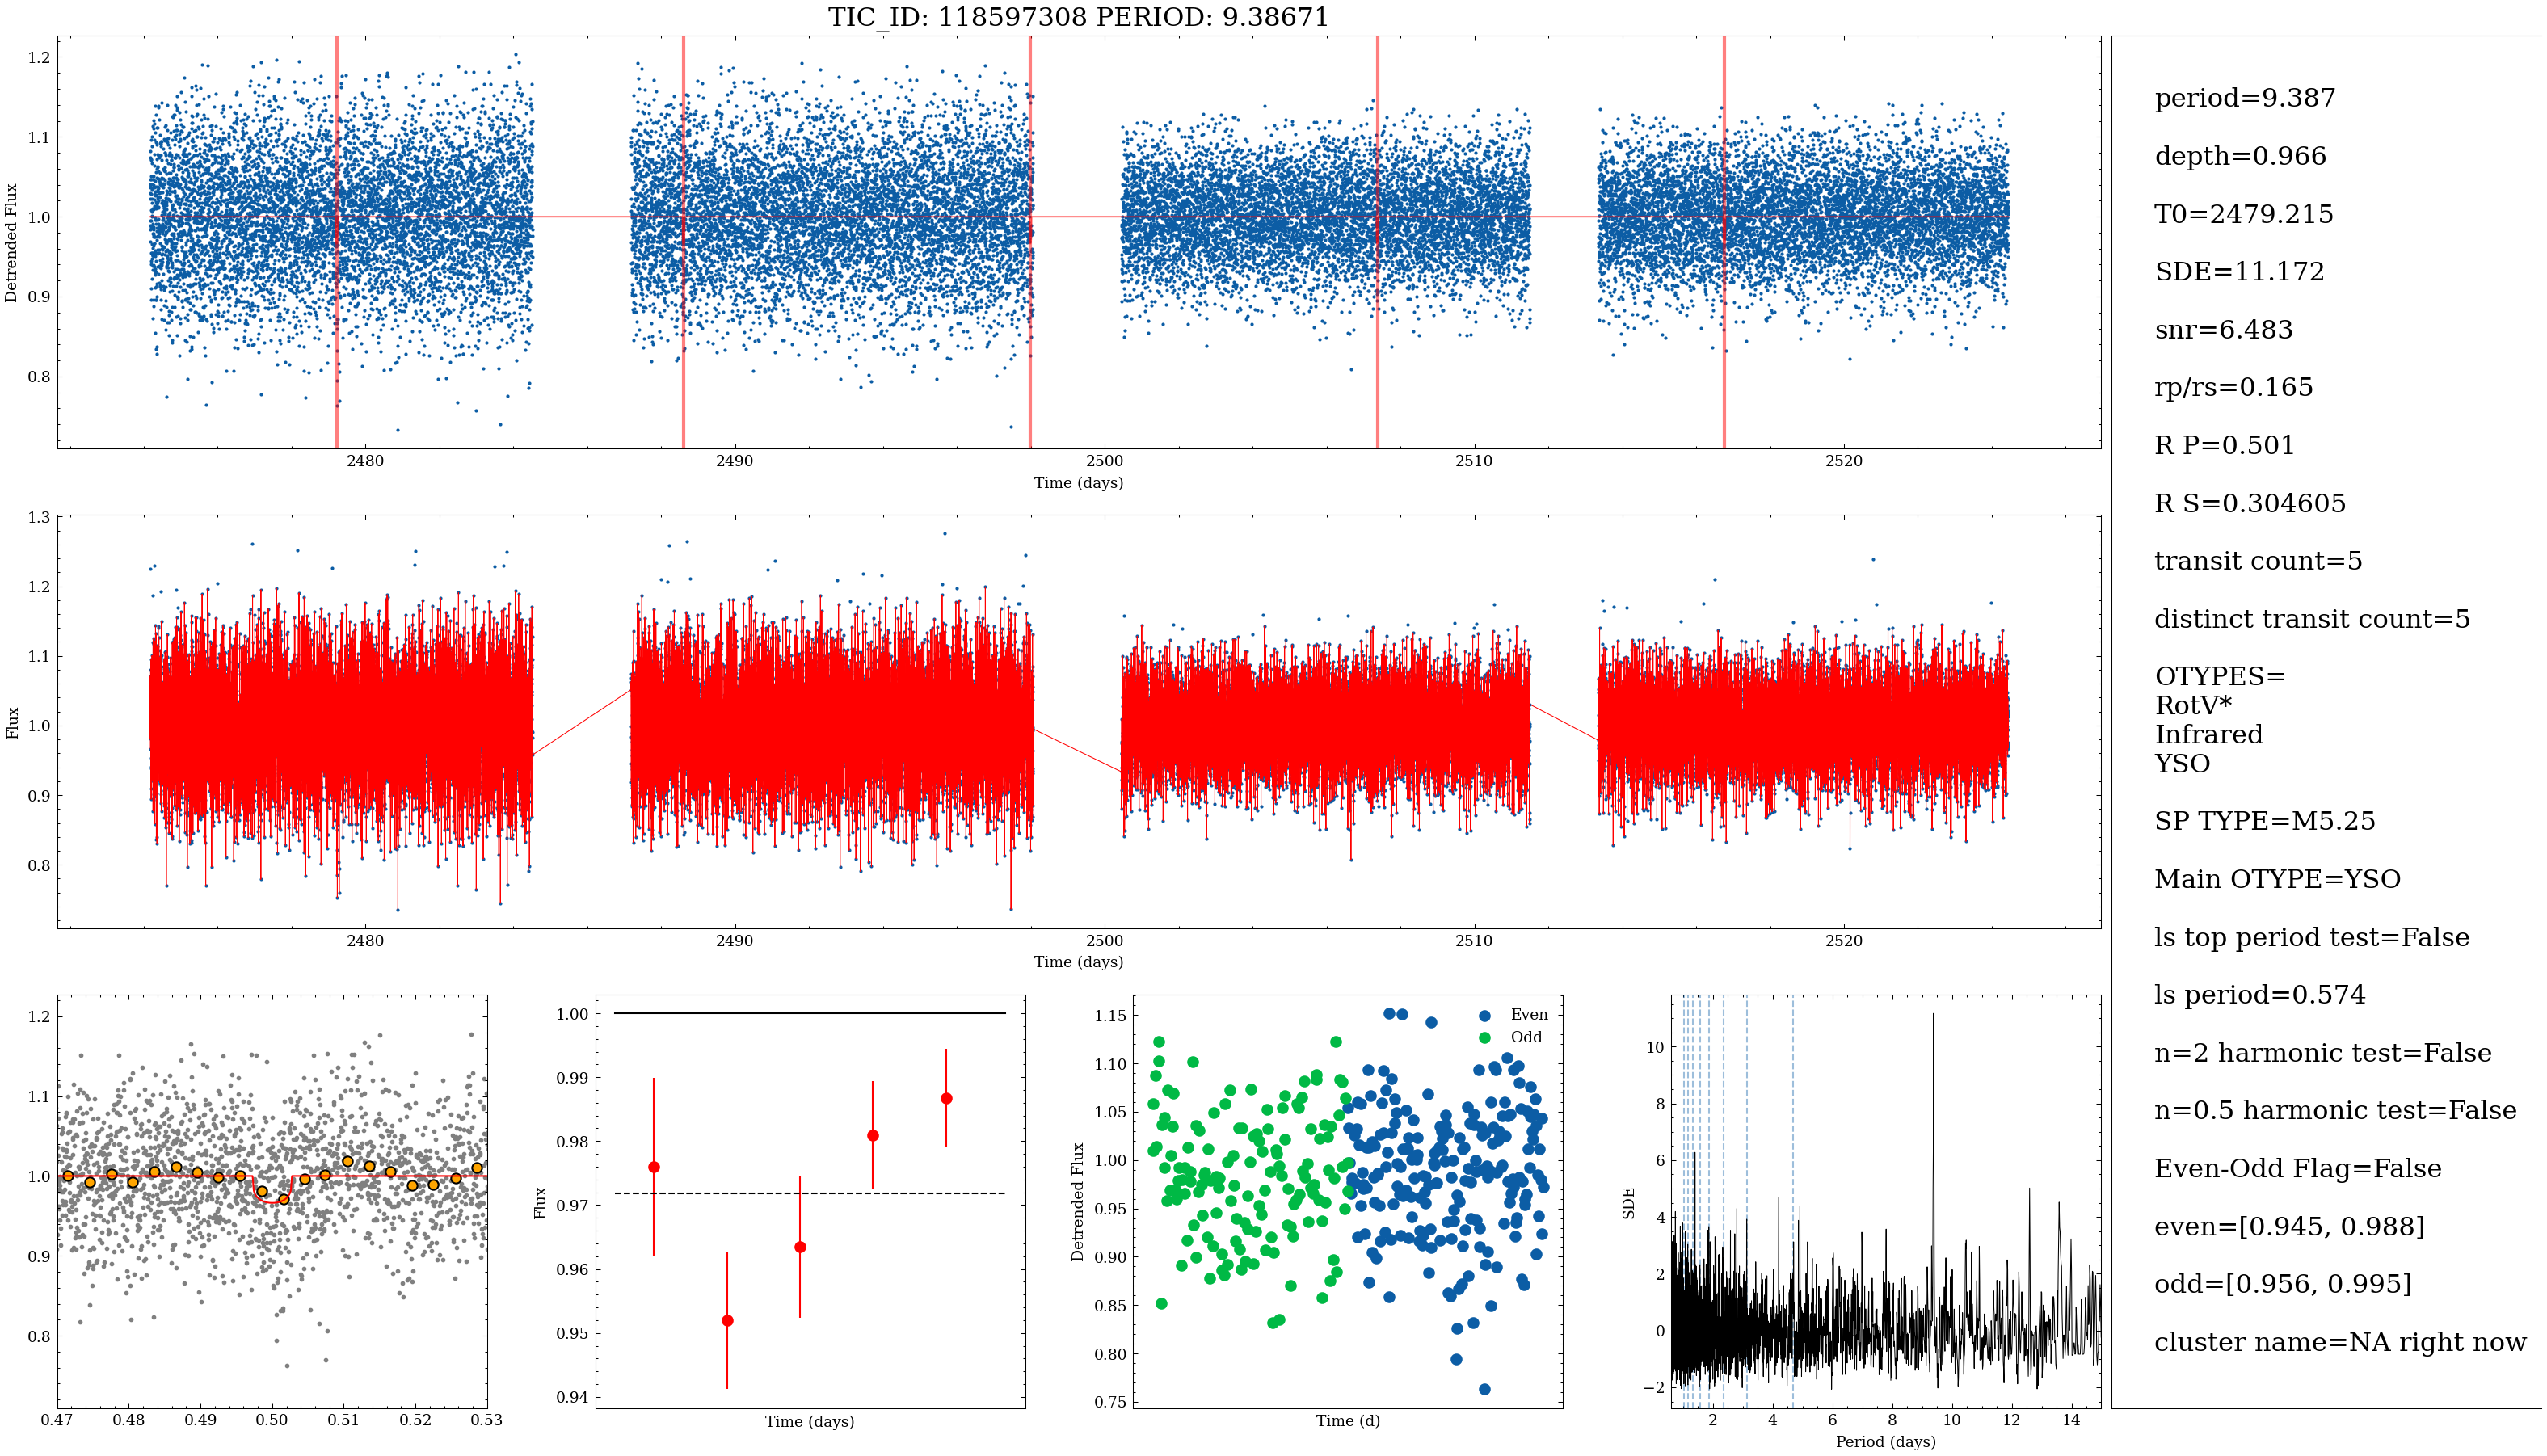 TIC_ID: 118597308 PERIOD: 9.38671
1.2
1.1
1.0
0.9
0.8
Detrended Flux
2480
2490
2500
2510
2520
Time (days)
1.3
1.2
1.1
1.0
0.9
0.8
Flux
2480
2490
2500
2510
2520
Time (days)
1.2
1.1
1.0
0.9
0.8
0.47
0.48
0.49
0.50
0.51
0.52
0.53
1.00
0.99
0.98
0.97
0.96
0.95
0.94
Flux
Time (days)
1.15
1.10
1.05
1.00
0.95
0.90
0.85
0.80
0.75
Detrended Flux
Even
Odd
Time (d)
10
8
6
4
2
0
−2
SDE
2
4
6
8
10
12
14
Period (days)
period=9.387
depth=0.966
T0=2479.215
SDE=11.172
snr=6.483
rp/rs=0.165
R P=0.501
R S=0.304605
transit count=5
distinct transit count=5
OTYPES=
RotV*
Infrared
YSO
SP TYPE=M5.25
Main OTYPE=YSO
ls top period test=False
ls period=0.574
n=2 harmonic test=False
n=0.5 harmonic test=False
Even-Odd Flag=False
even=[0.945, 0.988]
odd=[0.956, 0.995]
cluster name=NA right now